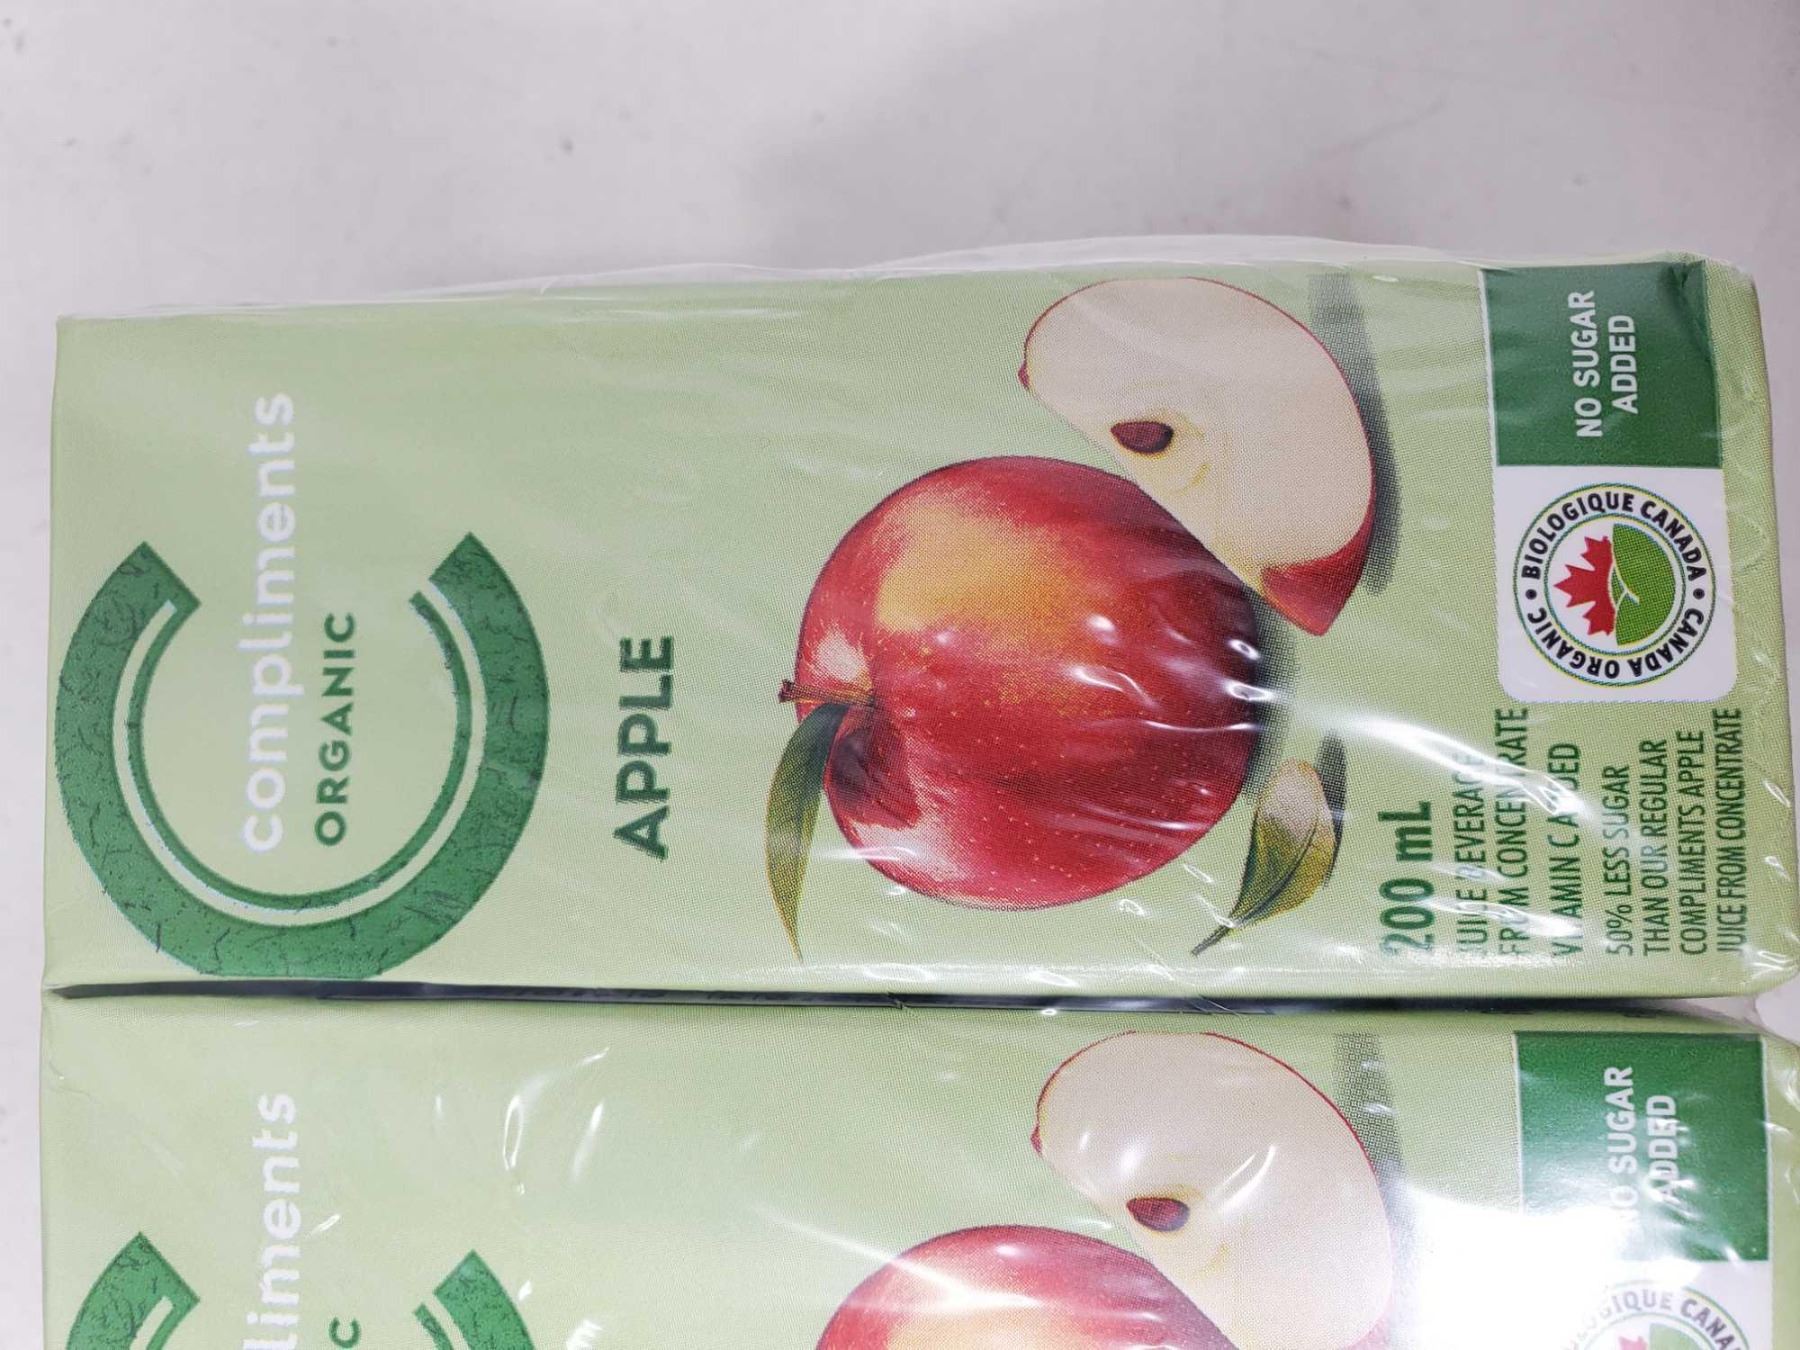 compliments
ORGANIC
APPLE
NO SUGAR
ADDED
BIOLOGIQUE CANADA • CANADA ORGANIC •
200 mL
JUICE BEVERAGE
FROM CONCENTRATE
VITAMIN C ADDED
50% LESS SUGAR
THAN OUR REGULAR
COMPLIMENTS APPLE
JUICE FROM CONCENTRATE
liments
C
NO SUGAR
ADDED